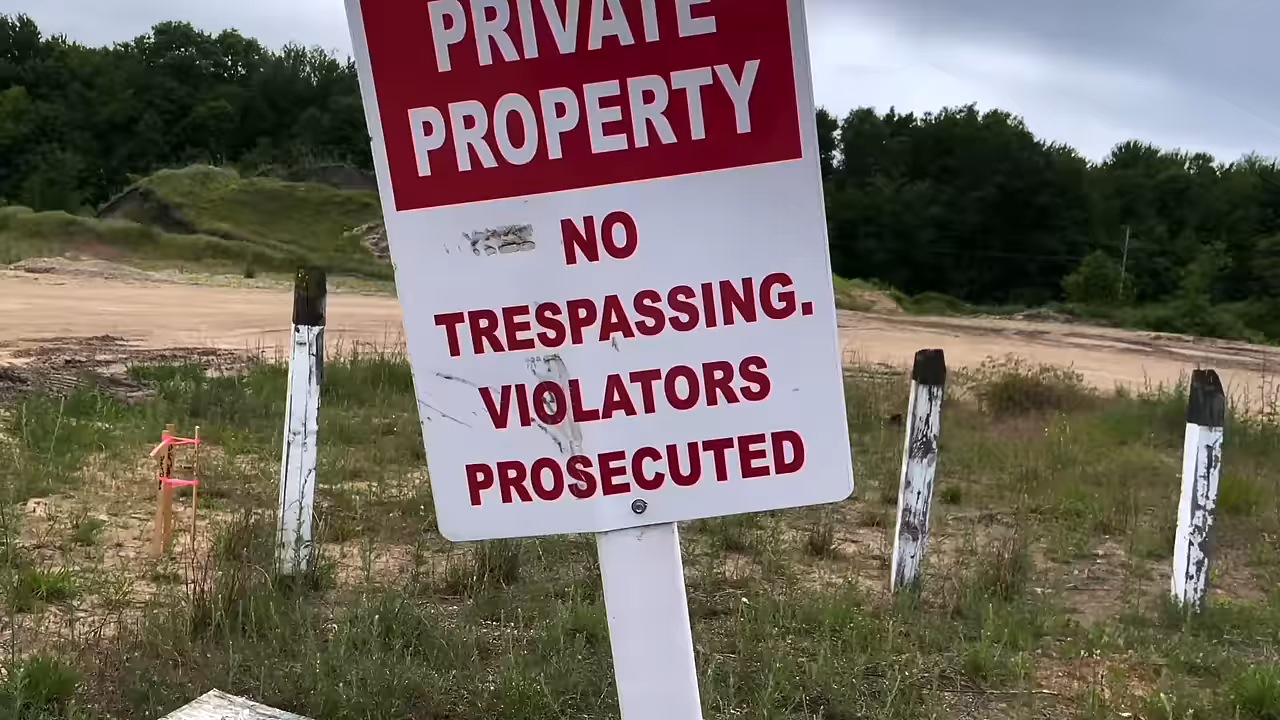 PRIVATE
PROPERTY
NO
TRESPASSING.
VIOLATORS
PROSECUTED